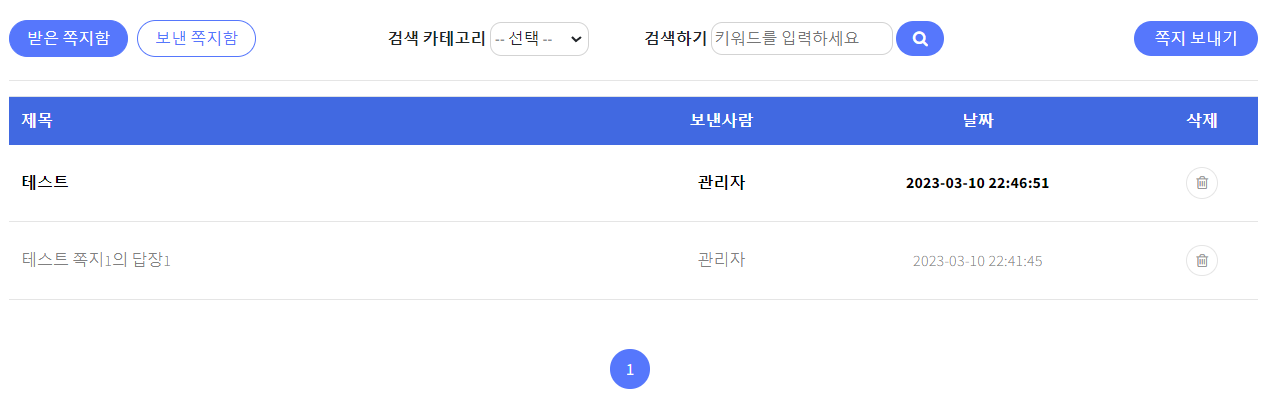 받은 쪽지함 보낸 쪽지함 검색 카테고리 -- 선택 -- 검색하기 키워드를 입력하세요 쪽지 보내기
제목 보낸사람 날짜 삭제
테스트 관리자 2023-03-10 22:46:51
테스트 쪽지1의 답장1 관리자 2023-03-10 22:41:45
1